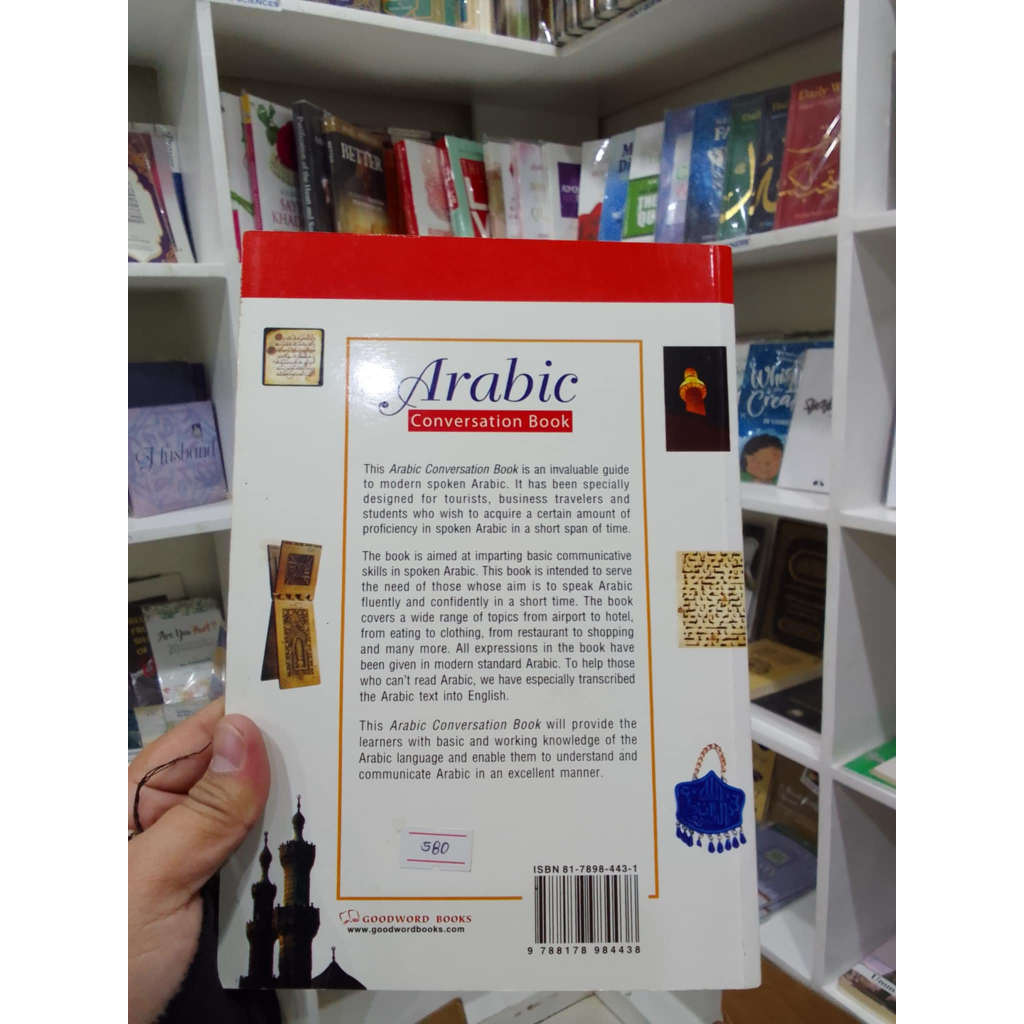 SCIENCES
BETTER
Daily W
Husband
Are You Hurt?
20
Arabic
Conversation Book
This Arabic Conversation Book is an invaluable guide
to modern spoken Arabic. It has been specially
designed for tourists, business travelers and
students who wish to acquire a certain amount of
proficiency in spoken Arabic in a short span of time.
The book is aimed at imparting basic communicative
skills in spoken Arabic. This book is intended to serve
the need of those whose aim is to speak Arabic
fluently and confidently in a short time. The book
covers a wide range of topics from airport to hotel,
from eating to clothing, from restaurant to shopping
and many more. All expressions in the book have
been given in modern standard Arabic. To help those
who can't read Arabic, we have especially transcribed
the Arabic text into English.
This Arabic Conversation Book will provide the
learners with basic and working knowledge of the
Arabic language and enable them to understand and
communicate Arabic in an excellent manner.
580
ISBN 81-7898-443-1
GOODWORD BOOKS
www.goodwordbooks.com
9 788178 984438